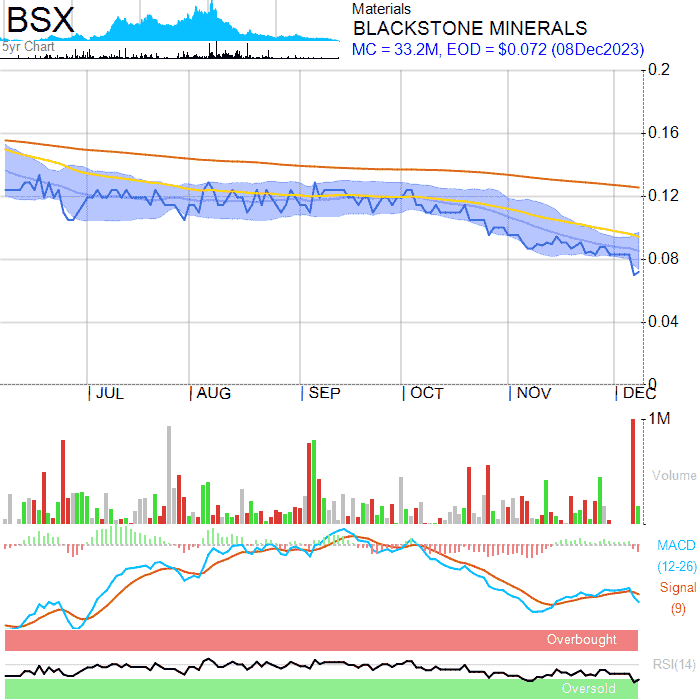 BSX
5yr Chart
Materials
BLACKSTONE MINERALS
MC = 33.2M, EOD = $0.072 (08Dec2023)
0.2
0.16
0.12
0.08
0.04
0
JUL AUG SEP OCT NOV DEC
1M
Volume
MACD
(12-26)
Signal
(9)
Overbought
RSI(14)
Oversold